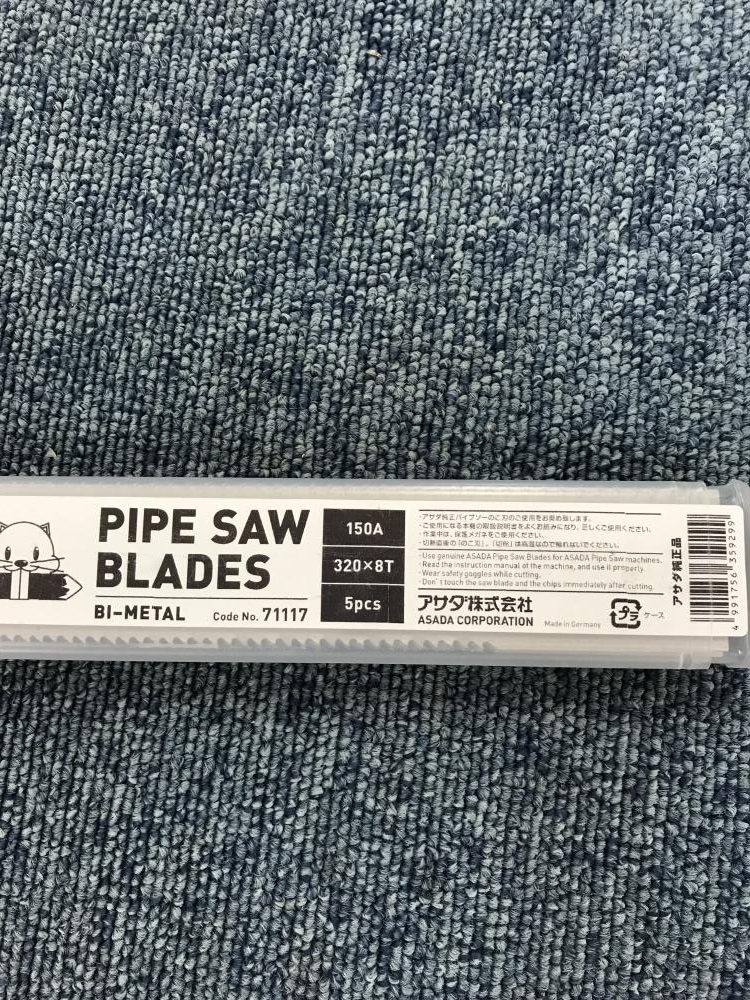 PIPE SAW
BLADES
BI-METAL
Code No. 71117
150A
320×8T
5pcs
・アサダ純正パイプソーのこ刃のご使用をお奨め致します。
・ご使用になる本機の取扱説明書をよくお読みになり、正しくご使用ください。
・作業中は、保護メガネをご使用ください。
・切断直後の「のこ刃」、「切粉」は高温なので触れないでください。
・Use genuine ASADA Pipe Saw Blades for ASADA Pipe Saw machines.
・Read the instruction manual of the machine, and use it properly.
・Wear safety goggles while cutting.
・Don't touch the saw blade and the chips immediately after cutting.
アサダ株式会社
ASADA CORPORATION
Made in Germany
プラ
ケース
アサダ純正品
4 991756 359299